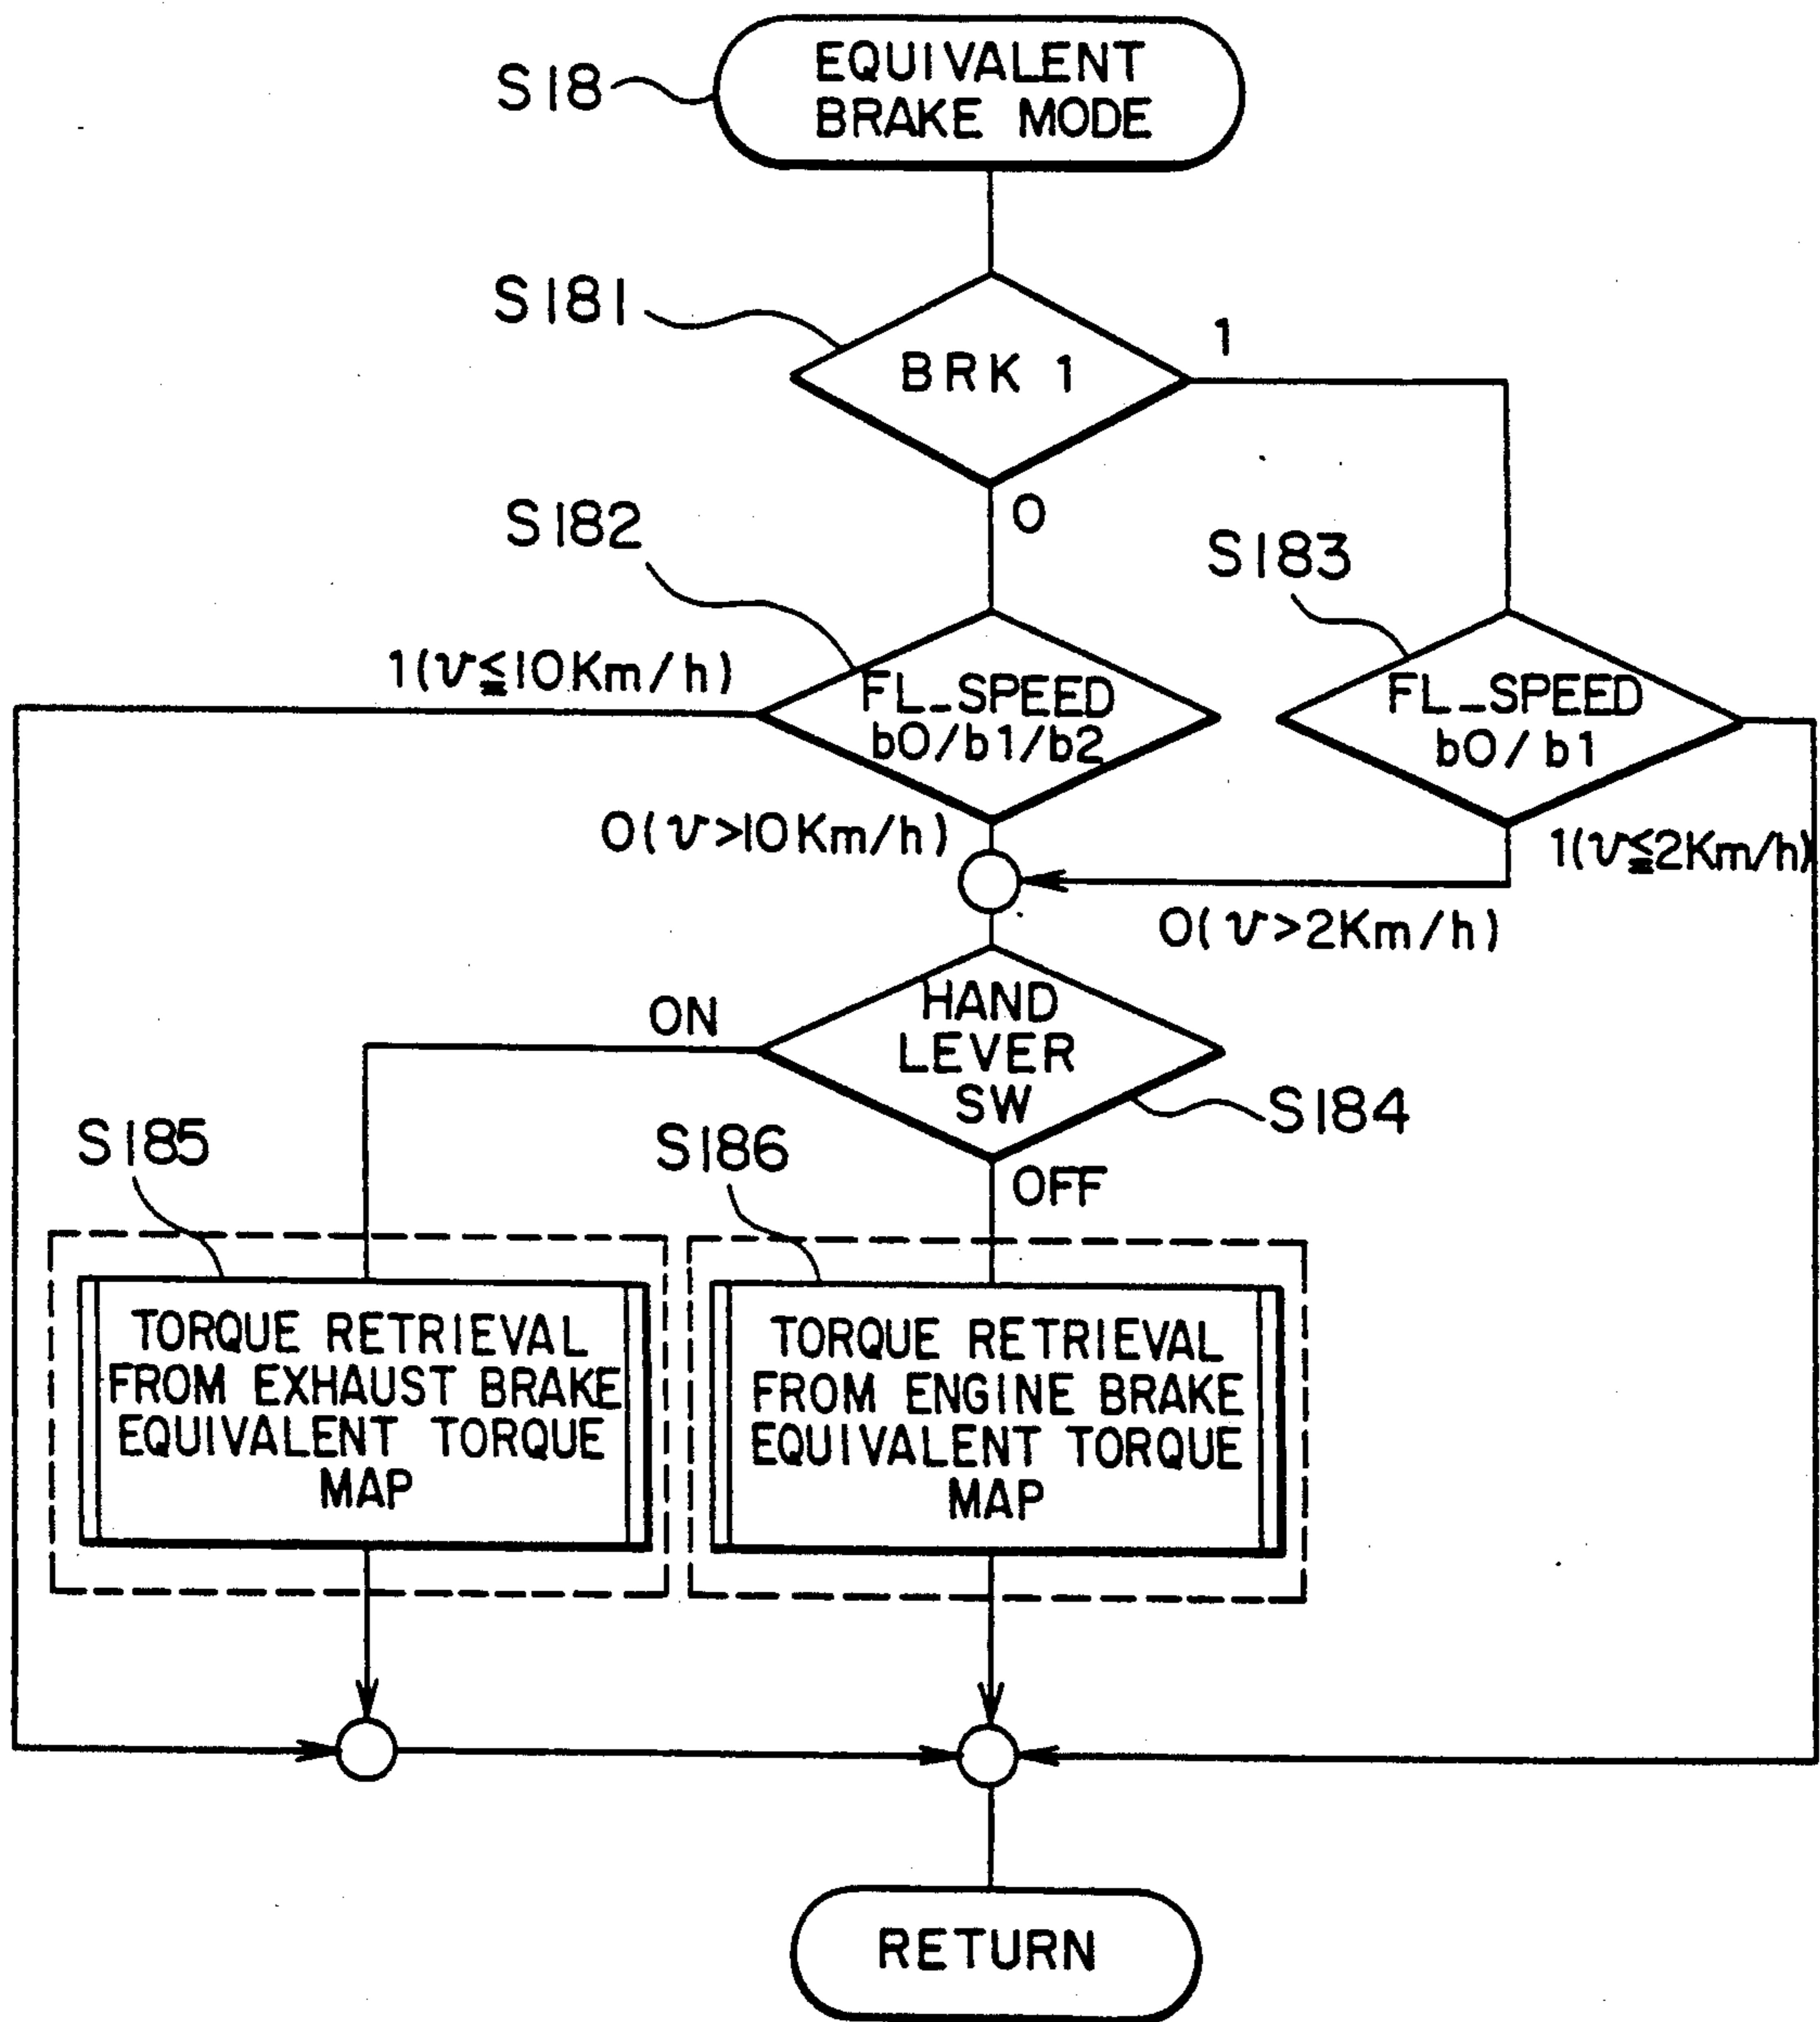 S18
EQUIVALENT
BRAKE MODE
S181
BRK 1
1
0
S182
S183
1(v≦10Km/h)
FL_SPEED
b0/b1/b2
FL_SPEED
b0/b1
0(v>10Km/h)
1(v≦2Km/h)
0(v>2Km/h)
HAND
LEVER
SW
ON
S184
OFF
S185
S186
TORQUE RETRIEVAL
FROM EXHAUST BRAKE
EQUIVALENT TORQUE
MAP
TORQUE RETRIEVAL
FROM ENGINE BRAKE
EQUIVALENT TORQUE
MAP
RETURN